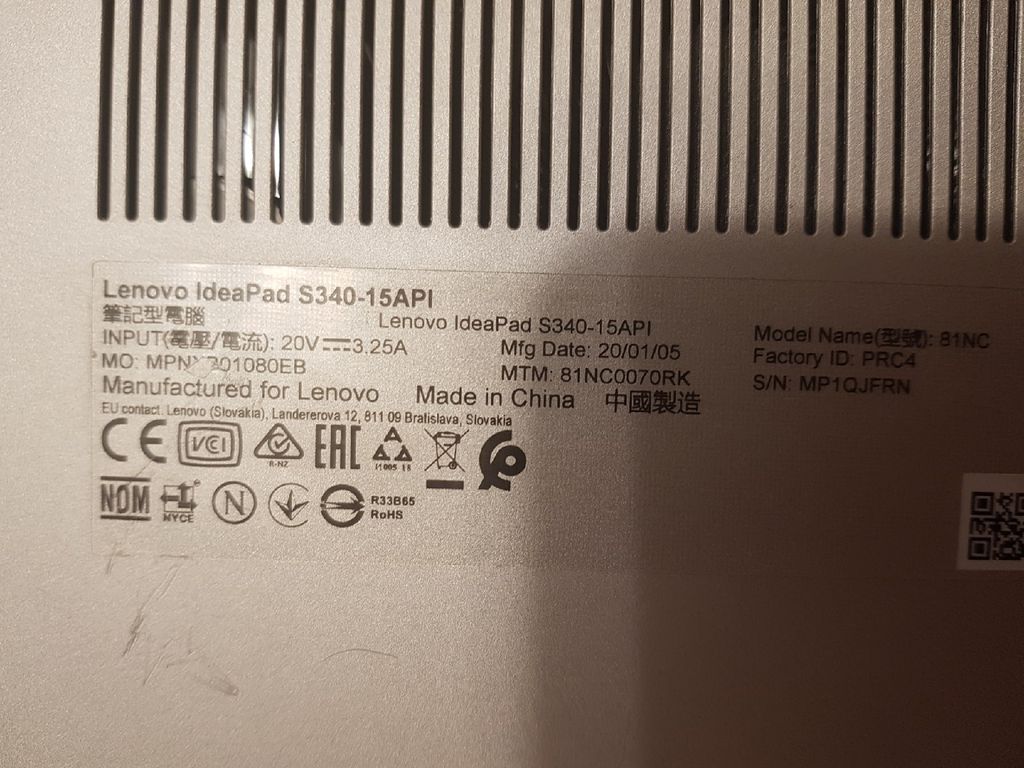 Lenovo IdeaPad S340-15API
筆記型電腦
Lenovo IdeaPad S340-15API
Model Name(型號): 81NC
INPUT(電壓/電流): 20V⎓3.25A
Mfg Date: 20/01/05
Factory ID: PRC4
MO:
MTM: 81NC0070RK
S/N: MP1QJFRN
Manufactured for Lenovo
Made in China
中國製造
EU contact. Lenovo (Slovakia), Landererova 12, 811 09 Bratislava, Slovakia
CE
VCCI
R-NZ
EAC
NOM
NYCE
N
R33B65
RoHS